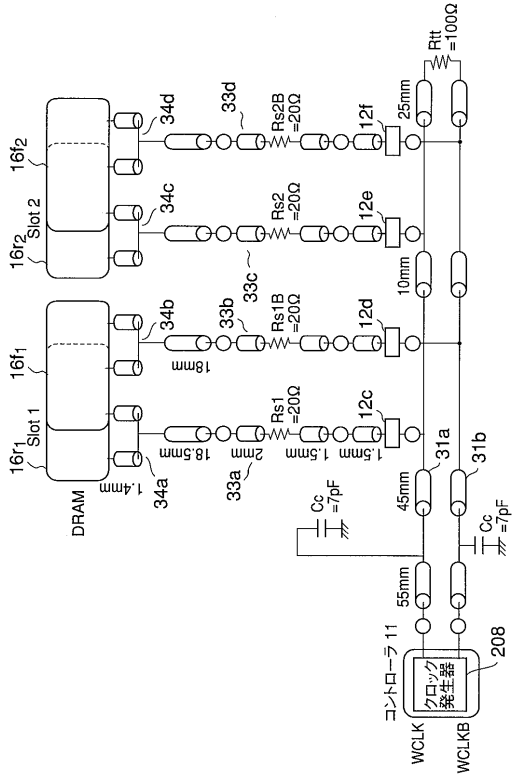 16r1
16f1
16r2
16f2
Slot 1
Slot 2
DRAM
1.4mm
34a
34b
34c
34d
18.5mm
18mm
2mm
33a
33b
33c
33d
Rs1
=20Ω
Rs1B
=20Ω
Rs2
=20Ω
Rs2B
=20Ω
1.5mm
1.5mm
12c
12d
12e
12f
Cc
=7pF
55mm
45mm
10mm
25mm
Rtt
=100Ω
31a
31b
Cc
=7pF
コントローラ 11
クロック
発生器
WCLK
WCLKB
208